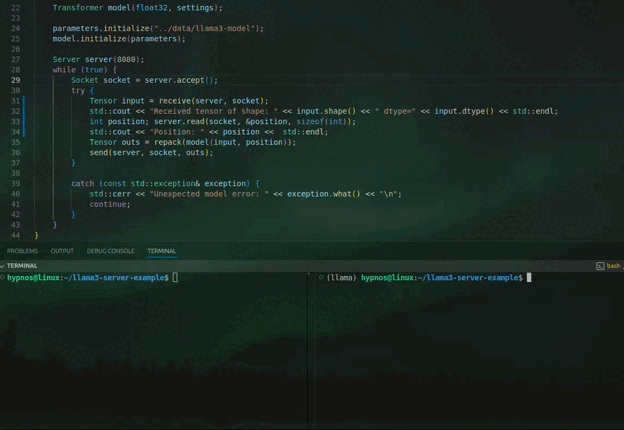 22 Transformer model(float32, settings);
23
24 parameters.initialize("../data/llama3-model");
25 model.initialize(parameters);
26
27 Server server(8080);
28 while (true) {
29 Socket socket = server.accept();
30 try {
31 Tensor input = receive(server, socket);
32 std::cout << "Received tensor of shape: " << input.shape() << " dtype=" << input.dtype() << std::endl;
33 int position; server.read(socket, &position, sizeof(int));
34 std::cout << "Position: " << position <<  std::endl;
35 Tensor outs = repack(model(input, position));
36 send(server, socket, outs);
37 }
38
39 catch (const std::exception& exception) {
40 std::cerr << "Unexpected model error: " << exception.what() << "\n";
41 continue;
42 }
43 }
44 }
PROBLEMS OUTPUT DEBUG CONSOLE TERMINAL
TERMINAL bash
hypnos@linux:~/llama3-server-example$
(llama) hypnos@linux:~/llama3-server-example$